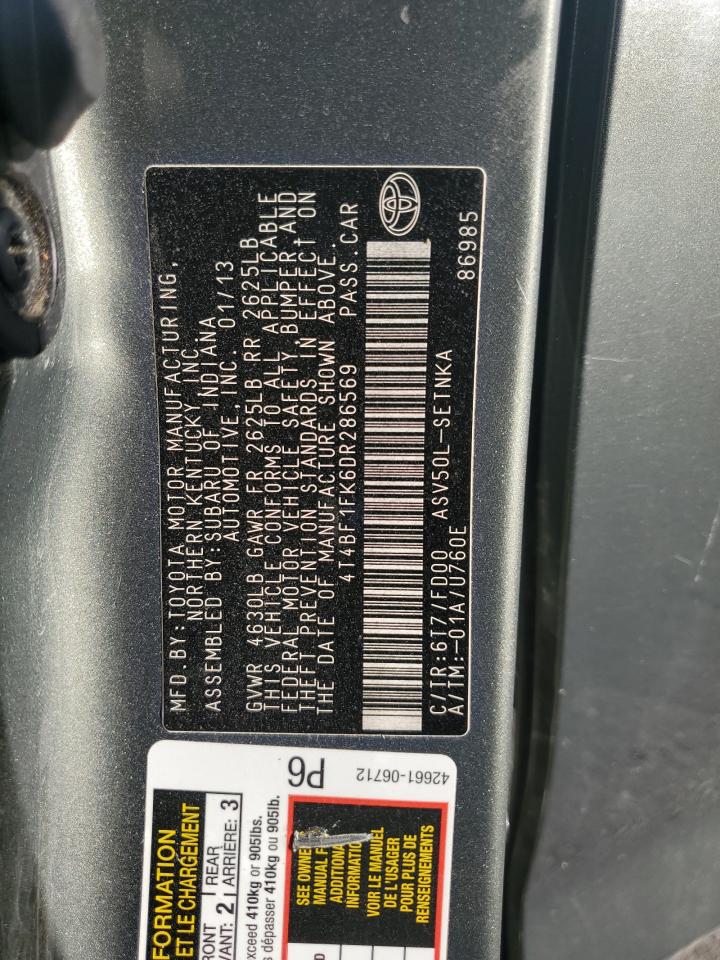 MFD.BY:TOYOTA MOTOR MANUFACTURING,
NORTHERN KENTUCKY INC
ASSEMBLED BY:SUBARU OF INDIANA
AUTOMOTIVE,INC. 01/13
GVWR 4630LB GAWR FR 2625LB RR 2625LB
THIS VEHICLE CONFORMS TO ALL APPLICABLE
FEDERAL MOTOR VEHICLE SAFETY, BUMPER AND
THEFT PREVENTION STANDARDS IN EFFECT ON
THE DATE OF MANUFACTURE SHOWN ABOVE.
4T4BF1FK6DR286569 PASS.CAR
C/TR:6T7/FD00 ASV50L-SETNKA
A/TM:-01A/U760E 86985
P6 42661-06712
FORMATION
ET LE CHARGEMENT
RONT 2 REAR 3
VANT: ARRIÈRE:
xceed 410kg or 905lbs.
s dépasser 410kg ou 905lb.
SEE OWNE
MANUAL F
ADDITIONA
INFORMATIO
VOIR LE MANUEL
DE L'USAGER
POUR PLUS DE
RENSEIGNEMENTS